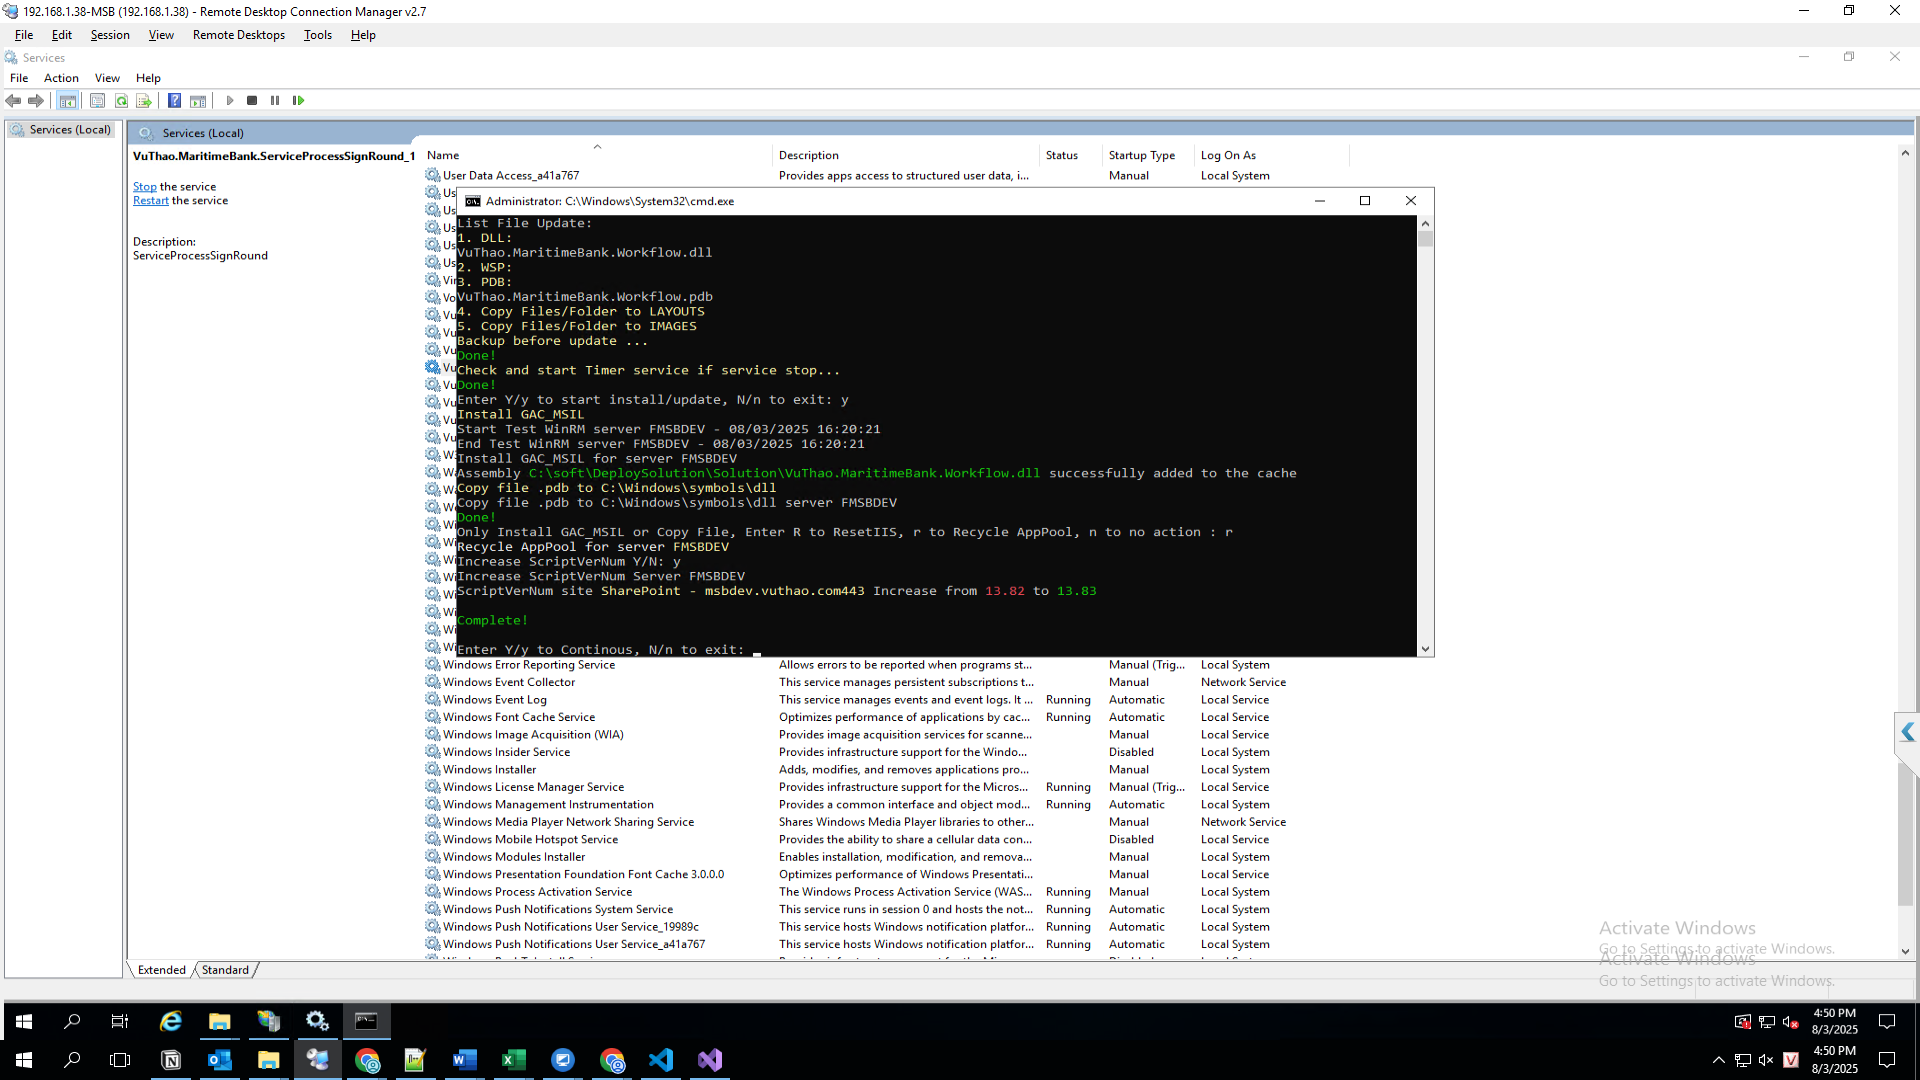 192.168.1.38-MSB (192.168.1.38) - Remote Desktop Connection Manager v2.7
File Edit Session View Remote Desktops Tools Help
Services
File Action View Help
Services (Local)
Services (Local)
VuThao.MaritimeBank.ServiceProcessSignRound_1
Stop the service
Restart the service
Description:
ServiceProcessSignRound
Name Description Status Startup Type Log On As
User Data Access_a41a767 Provides apps access to structured user data, i... Manual Local System
Administrator: C:\Windows\System32\cmd.exe
List File Update:
1. DLL:
VuThao.MaritimeBank.Workflow.dll
2. WSP:
3. PDB:
VuThao.MaritimeBank.Workflow.pdb
4. Copy Files/Folder to LAYOUTS
5. Copy Files/Folder to IMAGES
Backup before update ...
Done!
Check and start Timer service if service stop...
Done!
Enter Y/y to start install/update, N/n to exit: y
Install GAC_MSIL
Start Test WinRM server FMSBDEV - 08/03/2025 16:20:21
End Test WinRM server FMSBDEV - 08/03/2025 16:20:21
Install GAC_MSIL for server FMSBDEV
Assembly C:\soft\DeploySolution\Solution\VuThao.MaritimeBank.Workflow.dll successfully added to the cache
Copy file .pdb to C:\Windows\symbols\dll
Copy file .pdb to C:\Windows\symbols\dll server FMSBDEV
Done!
Only Install GAC_MSIL or Copy File, Enter R to ResetIIS, r to Recycle AppPool, n to no action : r
Recycle AppPool for server FMSBDEV
Increase ScriptVerNum Y/N: y
Increase ScriptVerNum Server FMSBDEV
ScriptVerNum site SharePoint - msbdev.vuthao.com443 Increase from 13.82 to 13.83
Complete!
Enter Y/y to Continous, N/n to exit:
Windows Error Reporting Service Allows errors to be reported when programs st... Manual (Trig... Local System
Windows Event Collector This service manages persistent subscriptions t... Manual Network Service
Windows Event Log This service manages events and event logs. It ... Running Automatic Local Service
Windows Font Cache Service Optimizes performance of applications by cac... Running Automatic Local Service
Windows Image Acquisition (WIA) Provides image acquisition services for scanne... Manual Local Service
Windows Insider Service Provides infrastructure support for the Windo... Disabled Local System
Windows Installer Adds, modifies, and removes applications pro... Manual Local System
Windows License Manager Service Provides infrastructure support for the Micros... Running Manual (Trig... Local Service
Windows Management Instrumentation Provides a common interface and object mod... Running Automatic Local System
Windows Media Player Network Sharing Service Shares Windows Media Player libraries to other... Manual Network Service
Windows Mobile Hotspot Service Provides the ability to share a cellular data con... Disabled Local Service
Windows Modules Installer Enables installation, modification, and remova... Manual Local System
Windows Presentation Foundation Font Cache 3.0.0.0 Optimizes performance of Windows Presentati... Manual Local Service
Windows Process Activation Service The Windows Process Activation Service (WAS... Running Manual Local System
Windows Push Notifications System Service This service runs in session 0 and hosts the not... Running Automatic Local System
Windows Push Notifications User Service_19989c This service hosts Windows notification platfor... Running Automatic Local System
Windows Push Notifications User Service_a41a767 This service hosts Windows notification platfor... Running Automatic Local System
Activate Windows
Go to Settings to activate Windows.
Activate Windows
Go to Settings to activate Windows.
Extended Standard
4:50 PM
8/3/2025
4:50 PM
8/3/2025